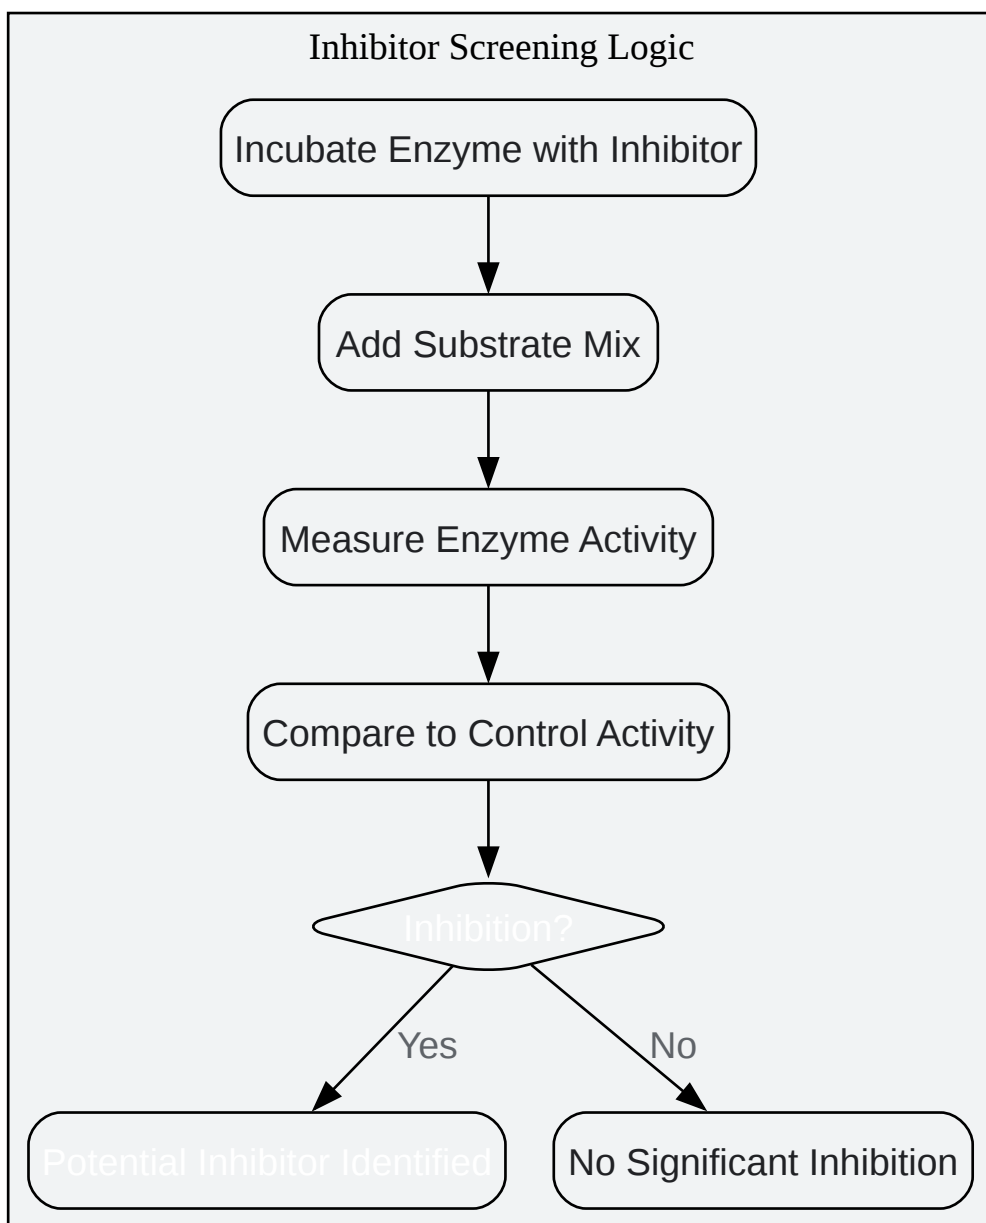 Inhibitor Screening Logic
Incubate Enzyme with Inhibitor
Add Substrate Mix
Measure Enzyme Activity
Compare to Control Activity
Inhibition?
Yes
No
Potential Inhibitor Identified
No Significant Inhibition